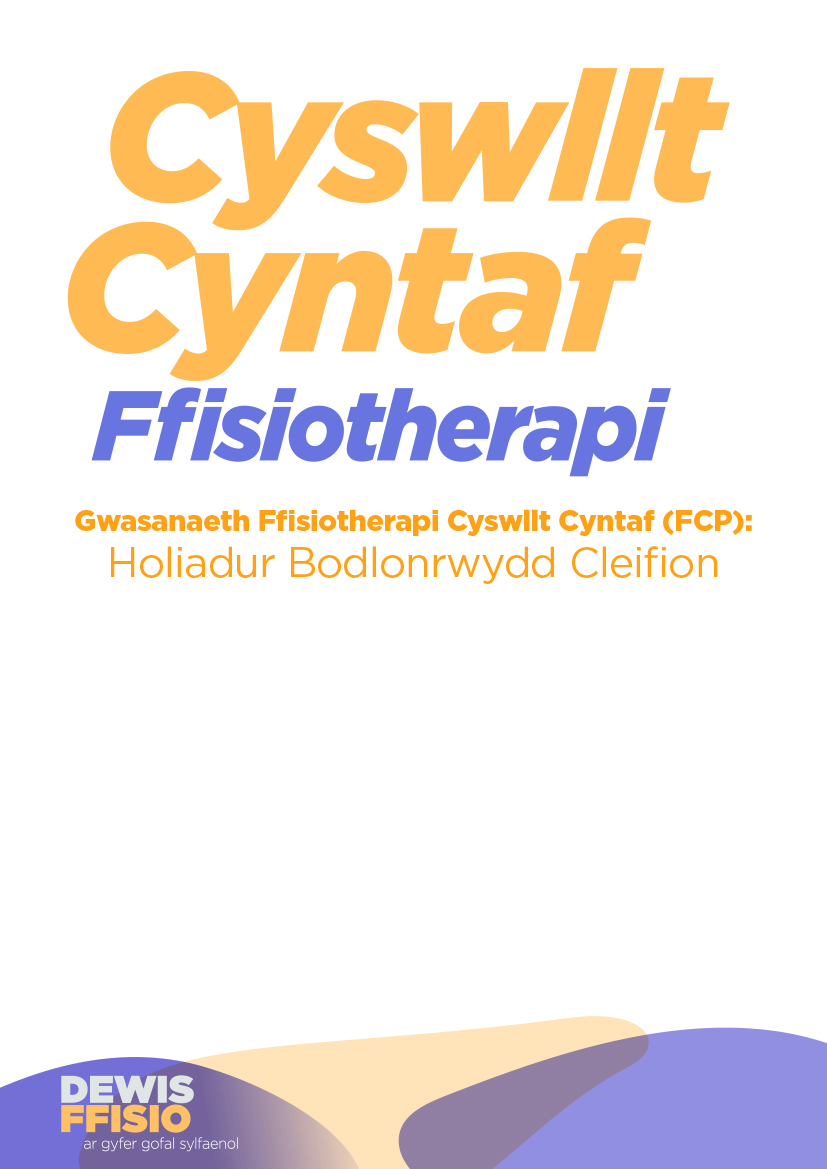 Cyswllt
Cyntaf
Ffisiotherapi
Gwasanaeth Ffisiotherapi Cyswllt Cyntaf (FCP):
Holiadur Bodlonrwydd Cleifion
DEWIS
FFISIO
ar gyfer gofal sylfaenol